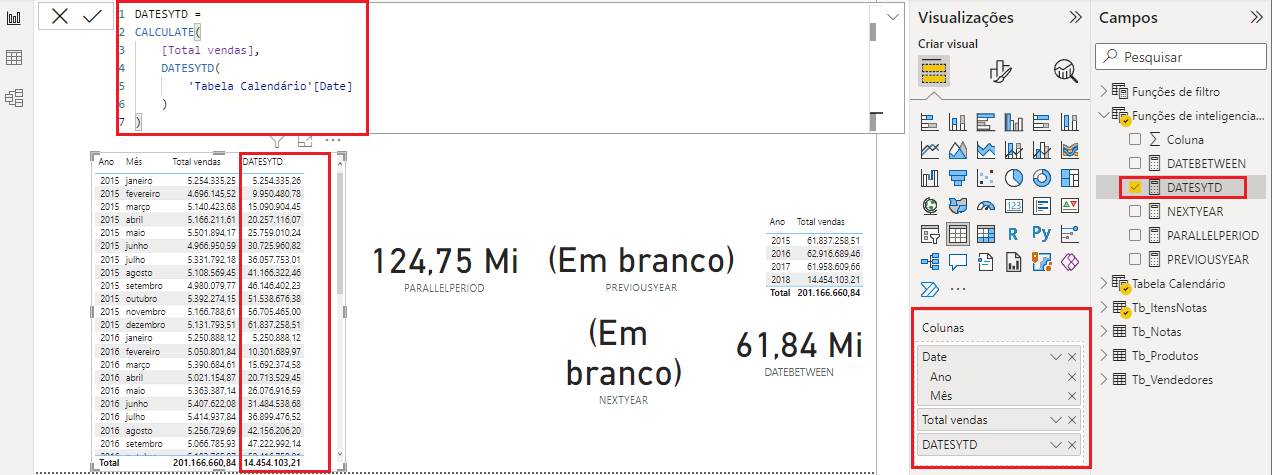 1 DATESYTD =
2 CALCULATE(
3 [Total vendas],
4 DATESYTD(
5 'Tabela Calendário'[Date]
6 )
7 )
Ano Mês Total vendas DATESYTD
2015 janeiro 5.254.335,25 5.254.335,26
2015 fevereiro 4.696.145,52 9.950.480,78
2015 março 5.140.423,68 15.090.904,45
2015 abril 5.166.211,61 20.257.116,07
2015 maio 5.501.894,17 25.759.010,24
2015 junho 4.966.950,59 30.725.960,82
2015 julho 5.331.792,18 36.057.753,01
2015 agosto 5.108.569,45 41.166.322,46
2015 setembro 4.980.079,77 46.146.402,23
2015 outubro 5.392.274,15 51.538.676,38
2015 novembro 5.166.788,61 56.705.465,00
2015 dezembro 5.131.793,51 61.837.258,51
2016 janeiro 5.250.888,12 5.250.888,12
2016 fevereiro 5.050.801,84 10.301.689,97
2016 março 5.390.684,61 15.692.374,58
2016 abril 5.021.154,87 20.713.529,45
2016 maio 5.363.387,14 26.076.916,59
2016 junho 5.407.622,08 31.484.538,68
2016 julho 5.414.937,84 36.899.476,52
2016 agosto 5.256.729,69 42.156.206,20
2016 setembro 5.066.785,93 47.222.992,14
Total 201.166.660,84 14.454.103,21
124,75 Mi
PARALLELPERIOD
(Em branco)
PREVIOUSYEAR
(Em
branco)
NEXTYEAR
Ano Total vendas
2015 61.837.258,51
2016 62.916.689,46
2017 61.958.609,66
2018 14.454.103,21
Total 201.166.660,84
61,84 Mi
DATEBETWEEN
Visualizações
Criar visual
123
R Py
Colunas
Date
Ano
Mês
Total vendas
DATESYTD
Campos
Pesquisar
Funções de filtro
Funções de inteligencia...
Coluna
DATEBETWEEN
DATESYTD
NEXTYEAR
PARALLELPERIOD
PREVIOUSYEAR
Tabela Calendário
Tb_ItensNotas
Tb_Notas
Tb_Produtos
Tb_Vendedores